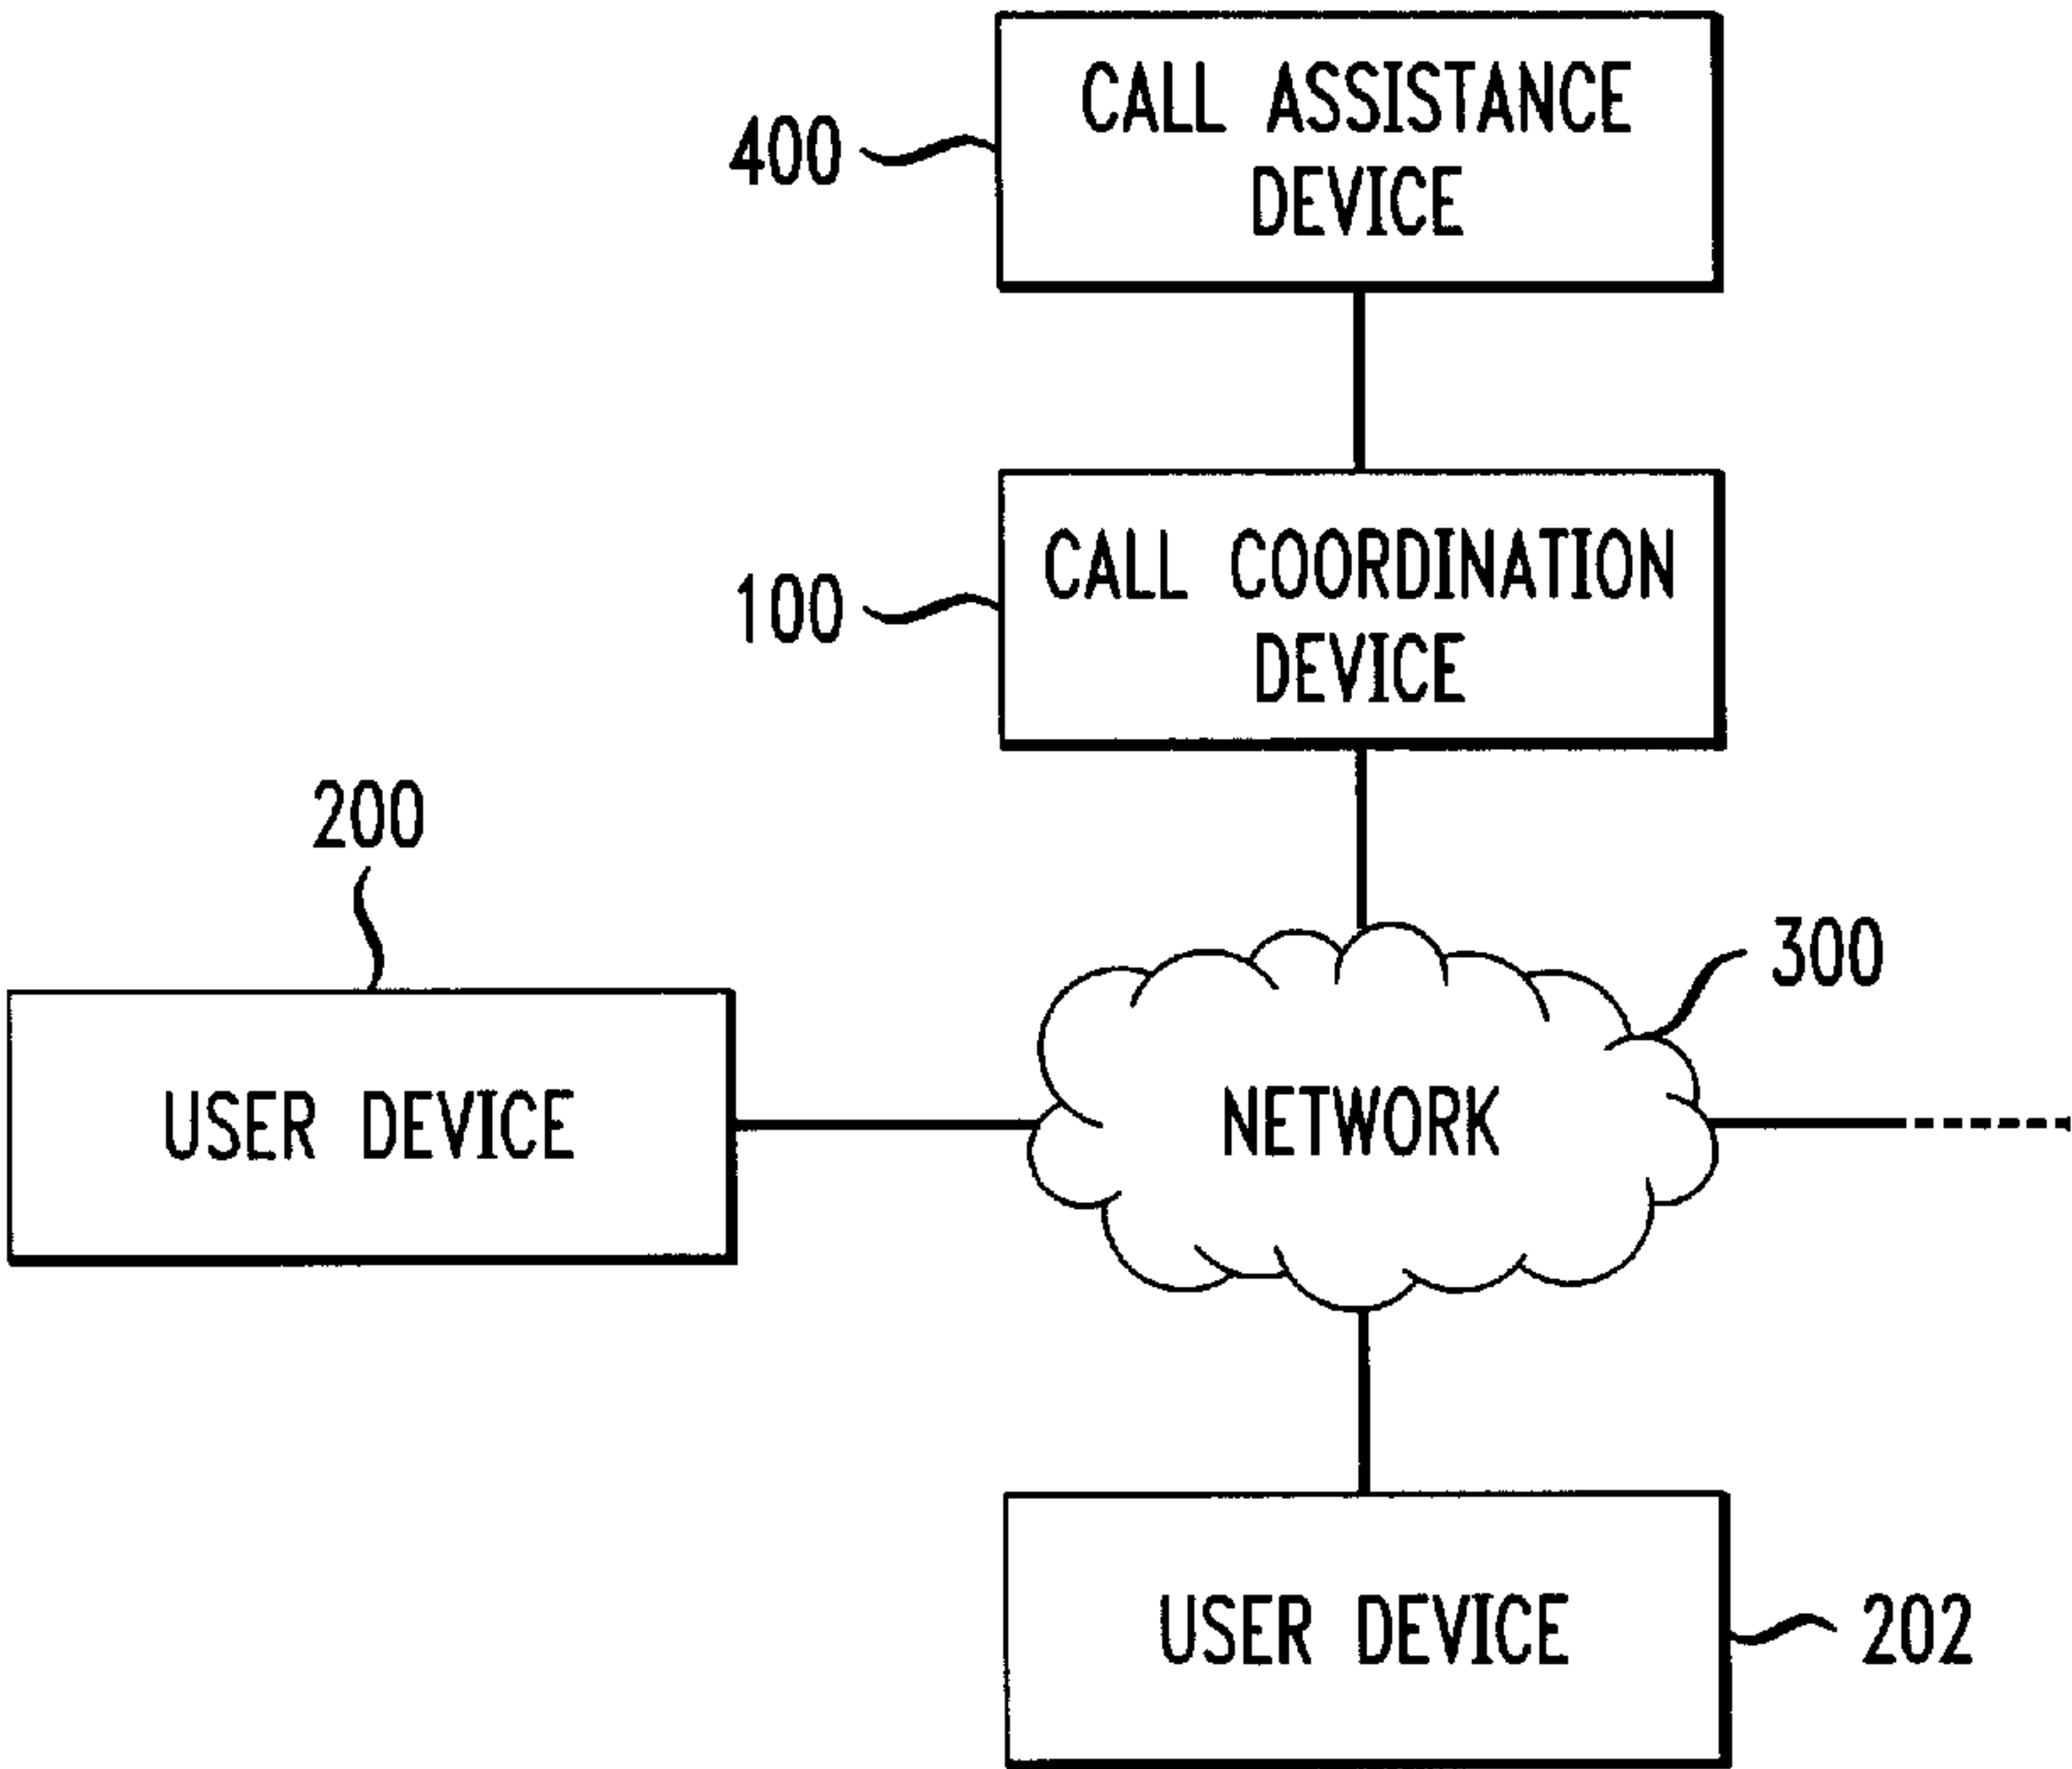 CALL ASSISTANCE
DEVICE
400
CALL COORDINATION
DEVICE
100
200
300
USER DEVICE
NETWORK
USER DEVICE
202